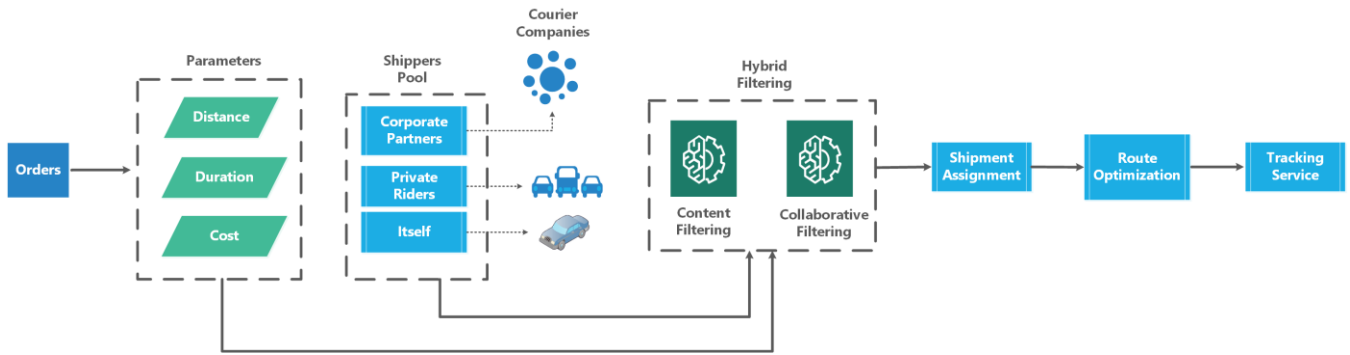 Orders
Parameters
Distance
Duration
Cost
Shippers
Pool
Corporate
Partners
Private
Riders
Itself
Courier
Companies
Hybrid
Filtering
Content
Filtering
Collaborative
Filtering
Shipment
Assignment
Route
Optimization
Tracking
Service